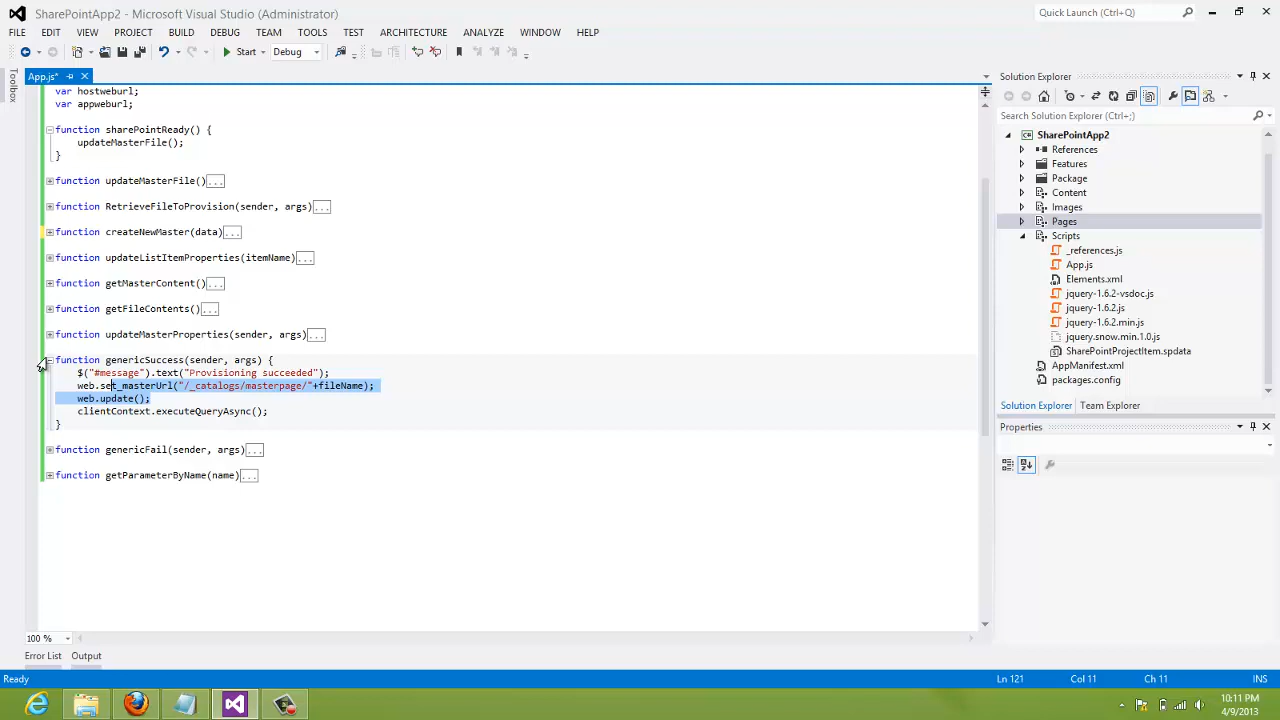 SharePointApp2 - Microsoft Visual Studio (Administrator)
Quick Launch (Ctrl+Q)
FILE EDIT VIEW PROJECT BUILD DEBUG TEAM TOOLS TEST ARCHITECTURE ANALYZE WINDOW HELP
Start Debug
Toolbox
App.js*
var hostweburl;
var appweburl;
function sharePointReady() {
updateMasterFile();
}
function updateMasterFile()...
function RetrieveFileToProvision(sender, args)...
function createNewMaster(data)...
function updateListItemProperties(itemName)...
function getMasterContent()...
function getFileContents()...
function updateMasterProperties(sender, args)...
function genericSuccess(sender, args) {
$("#message").text("Provisioning succeeded");
web.set_masterUrl("/_catalogs/masterpage/"+fileName);
web.update();
clientContext.executeQueryAsync();
}
function genericFail(sender, args)...
function getParameterByName(name)...
100 %
Error List Output
Solution Explorer
Search Solution Explorer (Ctrl+;)
SharePointApp2
References
Features
Package
Content
Images
Pages
Scripts
_references.js
App.js
Elements.xml
jquery-1.6.2-vsdoc.js
jquery-1.6.2.js
jquery-1.6.2.min.js
jquery.snow.min.1.0.js
SharePointProjectItem.spdata
AppManifest.xml
packages.config
Solution Explorer Team Explorer
Properties
Ready Ln 121 Col 11 Ch 11 INS
10:11 PM
4/9/2013